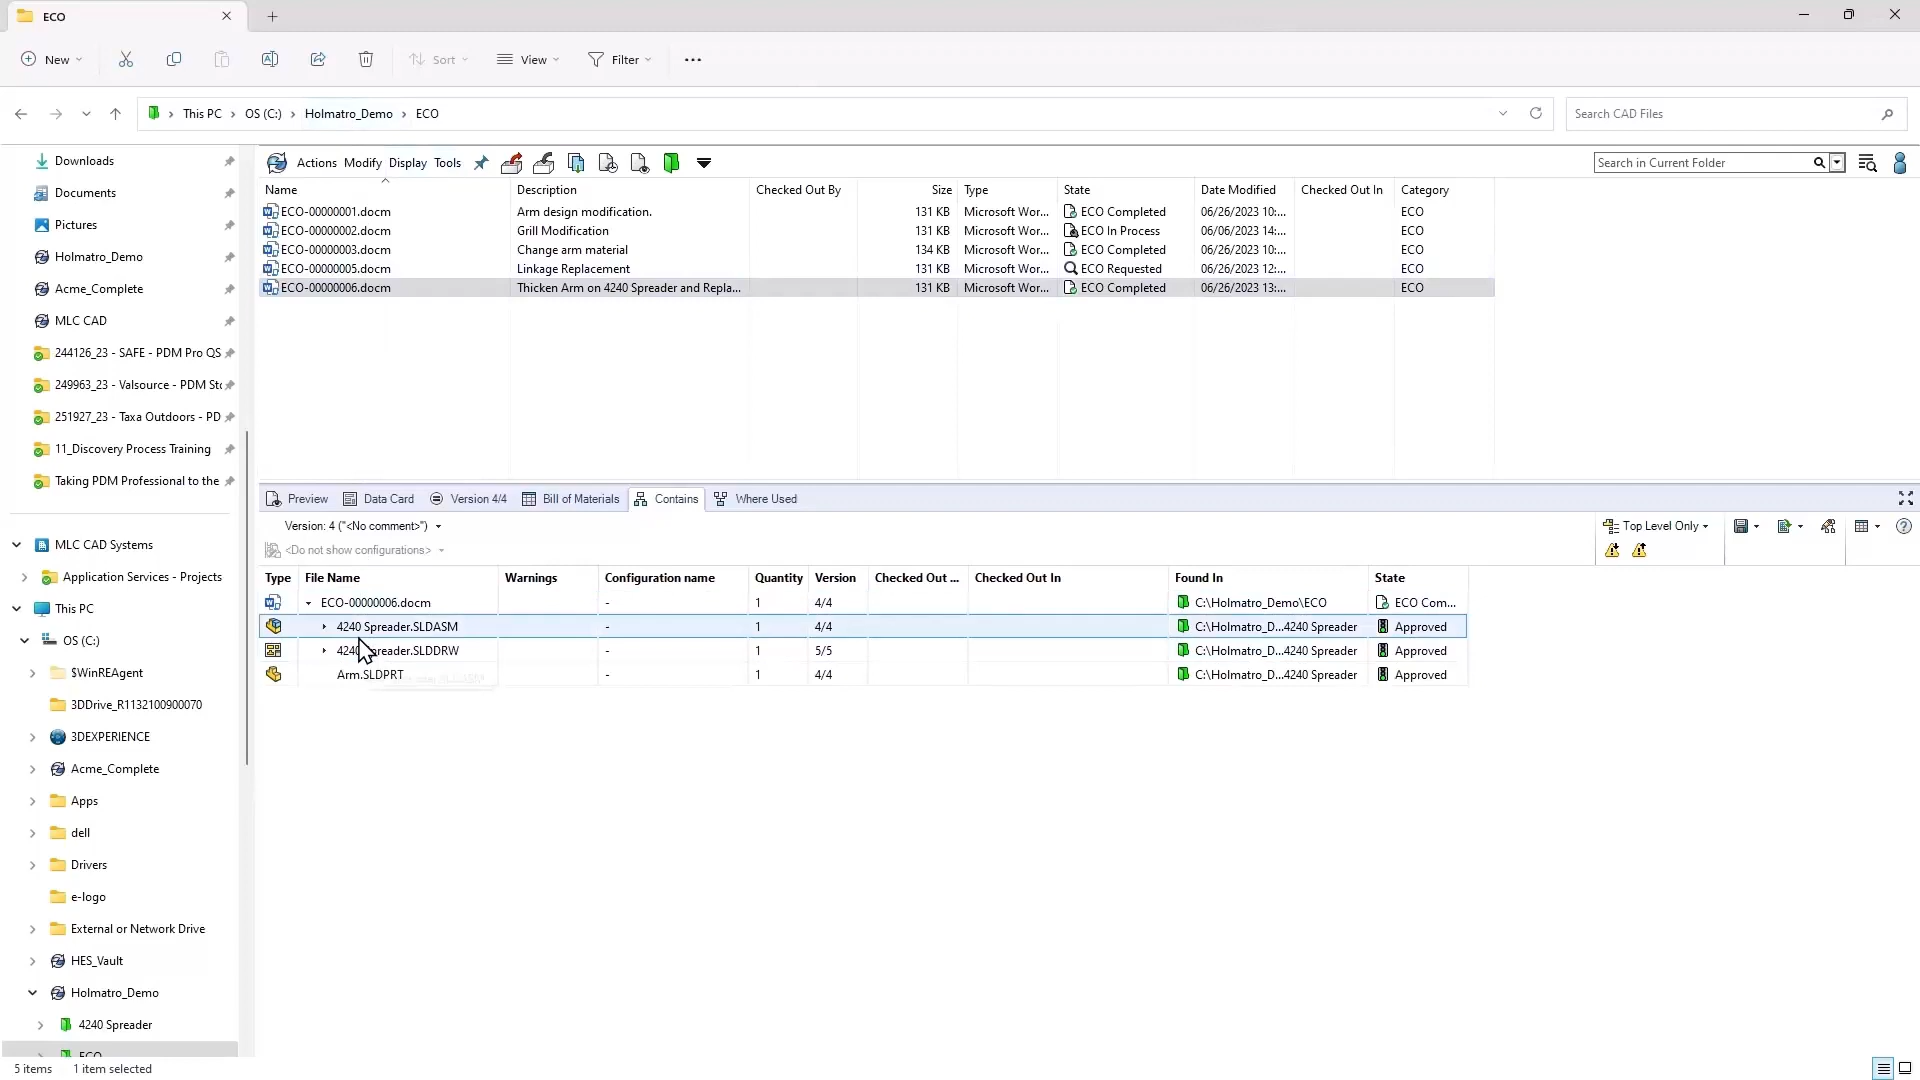 ECO
New
Sort
View
Filter
This PC
OS (C:)
Holmatro_Demo
ECO
Search CAD Files
Downloads
Documents
Pictures
Holmatro_Demo
Acme_Complete
MLC CAD
244126_23 - SAFE - PDM Pro QS
249963_23 - Valsource - PDM Sta
251927_23 - Taxa Outdoors - PD
11_Discovery Process Training
Taking PDM Professional to the
MLC CAD Systems
Application Services - Projects
This PC
OS (C:)
$WinREAgent
3DDrive_R1132100900070
3DEXPERIENCE
Acme_Complete
Apps
dell
Drivers
e-logo
External or Network Drive
HES_Vault
Holmatro_Demo
4240 Spreader
ECO
Actions Modify Display Tools
Search in Current Folder
Name Description Checked Out By Size Type State Date Modified Checked Out In Category
ECO-00000001.docm Arm design modification. 131 KB Microsoft Wor... ECO Completed 06/26/2023 10:... ECO
ECO-00000002.docm Grill Modification 131 KB Microsoft Wor... ECO In Process 06/06/2023 14:... ECO
ECO-00000003.docm Change arm material 134 KB Microsoft Wor... ECO Completed 06/26/2023 10:... ECO
ECO-00000005.docm Linkage Replacement 131 KB Microsoft Wor... ECO Requested 06/26/2023 12:... ECO
ECO-00000006.docm Thicken Arm on 4240 Spreader and Repla... 131 KB Microsoft Wor... ECO Completed 06/26/2023 13:... ECO
Preview Data Card Version 4/4 Bill of Materials Contains Where Used
Version: 4 ("<No comment>")
Top Level Only
<Do not show configurations>
Type File Name Warnings Configuration name Quantity Version Checked Out ... Checked Out In Found In State
ECO-00000006.docm - 1 4/4 C:\Holmatro_Demo\ECO ECO Com...
4240 Spreader.SLDASM - 1 4/4 C:\Holmatro_D...4240 Spreader Approved
4240 Spreader.SLDDRW - 1 5/5 C:\Holmatro_D...4240 Spreader Approved
Arm.SLDPRT - 1 4/4 C:\Holmatro_D...4240 Spreader Approved
5 items 1 item selected